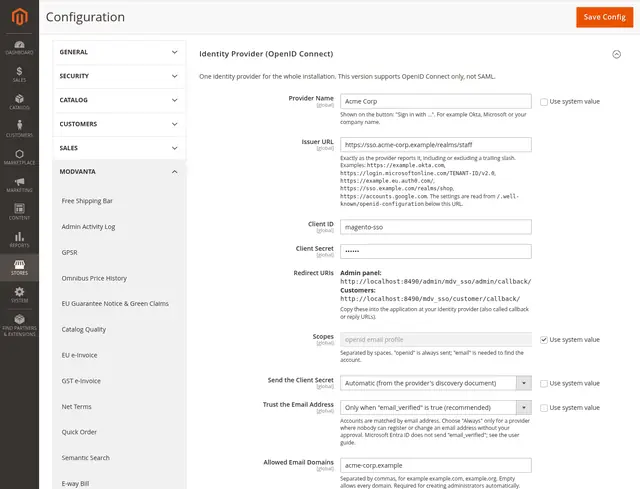 Configuration
Save Config
DASHBOARD
SALES
CATALOG
CUSTOMERS
MARKETPLACE
MARKETING
CONTENT
REPORTS
STORES
SYSTEM
FIND PARTNERS
& EXTENSIONS
GENERAL
SECURITY
CATALOG
CUSTOMERS
SALES
MODVANTA
Free Shipping Bar
Admin Activity Log
GPSR
Omnibus Price History
EU Guarantee Notice & Green Claims
Catalog Quality
EU e-Invoice
GST e-Invoice
Net Terms
Quick Order
Semantic Search
E-way Bill
Identity Provider (OpenID Connect)
One identity provider for the whole installation. This version supports OpenID Connect only, not SAML.
Provider Name
[global]
Acme Corp
Use system value
Shown on the button: "Sign in with ...". For example Okta, Microsoft or your
company name.
Issuer URL
[global]
https://sso.acme-corp.example/realms/staff
Exactly as the provider reports it, including or excluding a trailing slash.
Examples: https://example.okta.com,
https://login.microsoftonline.com/TENANT-ID/v2.0,
https://example.eu.auth0.com/,
https://sso.example.com/realms/shop,
https://accounts.google.com. The settings are read from /.well-
known/openid-configuration below this URL.
Client ID
[global]
magento-sso
Client Secret
[global]
••••••
Redirect URIs
Admin panel:
http://localhost:8490/admin/mdv_sso/admin/callback/
Customers:
http://localhost:8490/mdv_sso/customer/callback/
Copy these into the application at your identity provider (also called callback
or reply URLs).
Scopes
[global]
openid email profile
Use system value
Separated by spaces. "openid" is always sent; "email" is needed to find the
account.
Send the Client Secret
[global]
Automatic (from the provider's discovery document)
Use system value
Trust the Email Address
[global]
Only when "email_verified" is true (recommended)
Use system value
Accounts are matched by email address. Choose "Always" only for a provider
where nobody can register or change an email address without your
approval. Microsoft Entra ID does not send "email_verified"; see the user
guide.
Allowed Email Domains
[global]
acme-corp.example
Separated by commas, for example example.com, example.org. Empty
allows every domain. Required for creating administrators automatically.